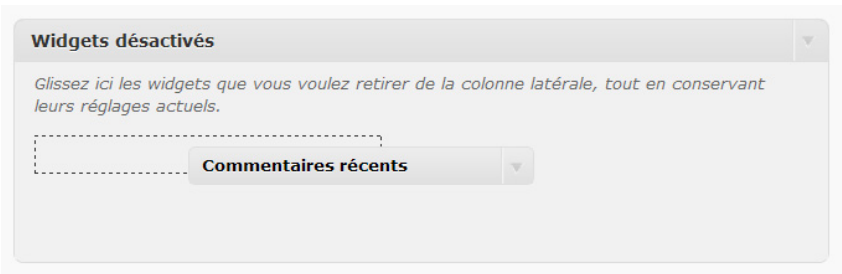 Widgets désactivés
Glissez ici les widgets que vous voulez retirer de la colonne latérale, tout en conservant
leurs réglages actuels.
Commentaires récents